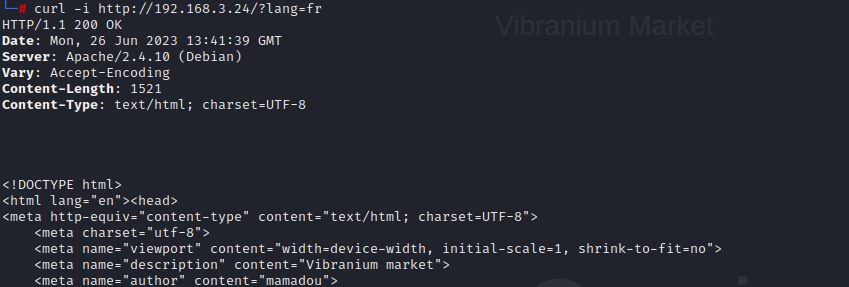 └─# curl -i http://192.168.3.24/?lang=fr
Vibranium Market
HTTP/1.1 200 OK
Date: Mon, 26 Jun 2023 13:41:39 GMT
Server: Apache/2.4.10 (Debian)
Vary: Accept-Encoding
Content-Length: 1521
Content-Type: text/html; charset=UTF-8
<!DOCTYPE html>
<html lang="en"><head>
<meta http-equiv="content-type" content="text/html; charset=UTF-8">
    <meta charset="utf-8">
    <meta name="viewport" content="width=device-width, initial-scale=1, shrink-to-fit=no">
    <meta name="description" content="Vibranium market">
    <meta name="author" content="mamadou">